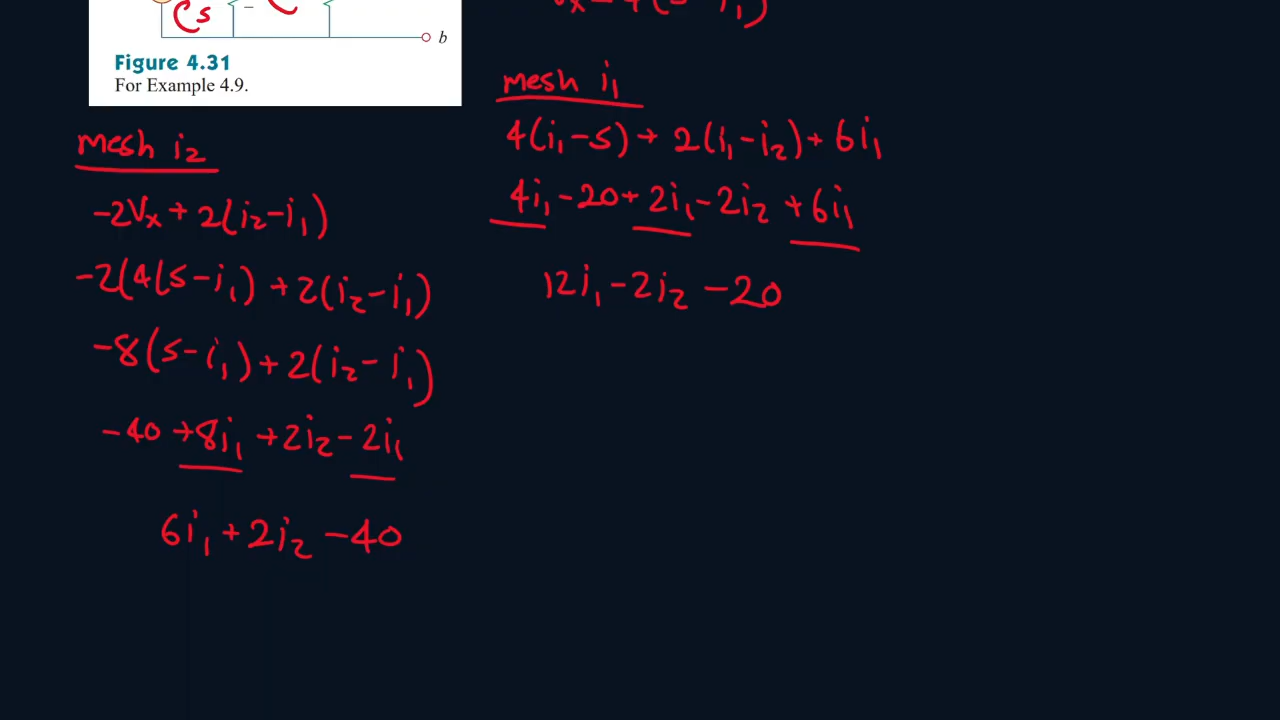 5
b
Figure 4.31
For Example 4.9.
mesh i₂
-2Vₓ + 2(i₂-i₁)
-2(4(5-i₁) + 2(i₂-i₁)
-8(5-i₁) + 2(i₂-i₁)
-40 + 8i₁ + 2i₂ - 2i₁
6i₁ + 2i₂ - 40
mesh i₁
4(i₁-5) + 2(i₁-i₂) + 6i₁
4i₁ - 20 + 2i₁ - 2i₂ + 6i₁
12i₁ - 2i₂ - 20